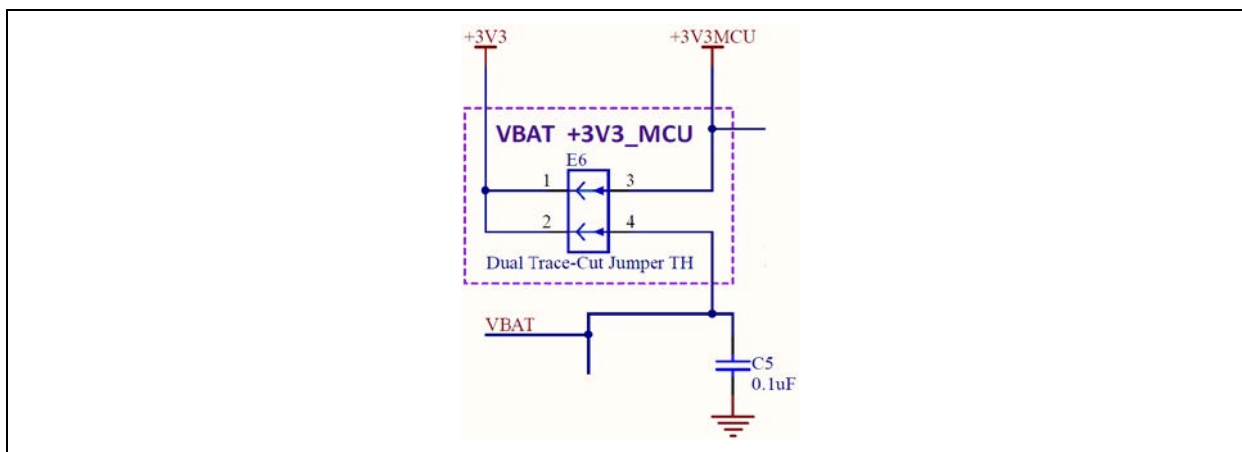 +3V3 +3V3MCU
VBAT +3V3_MCU
E6
1 3
2 4
Dual Trace-Cut Jumper TH
VBAT
C5
0.1uF